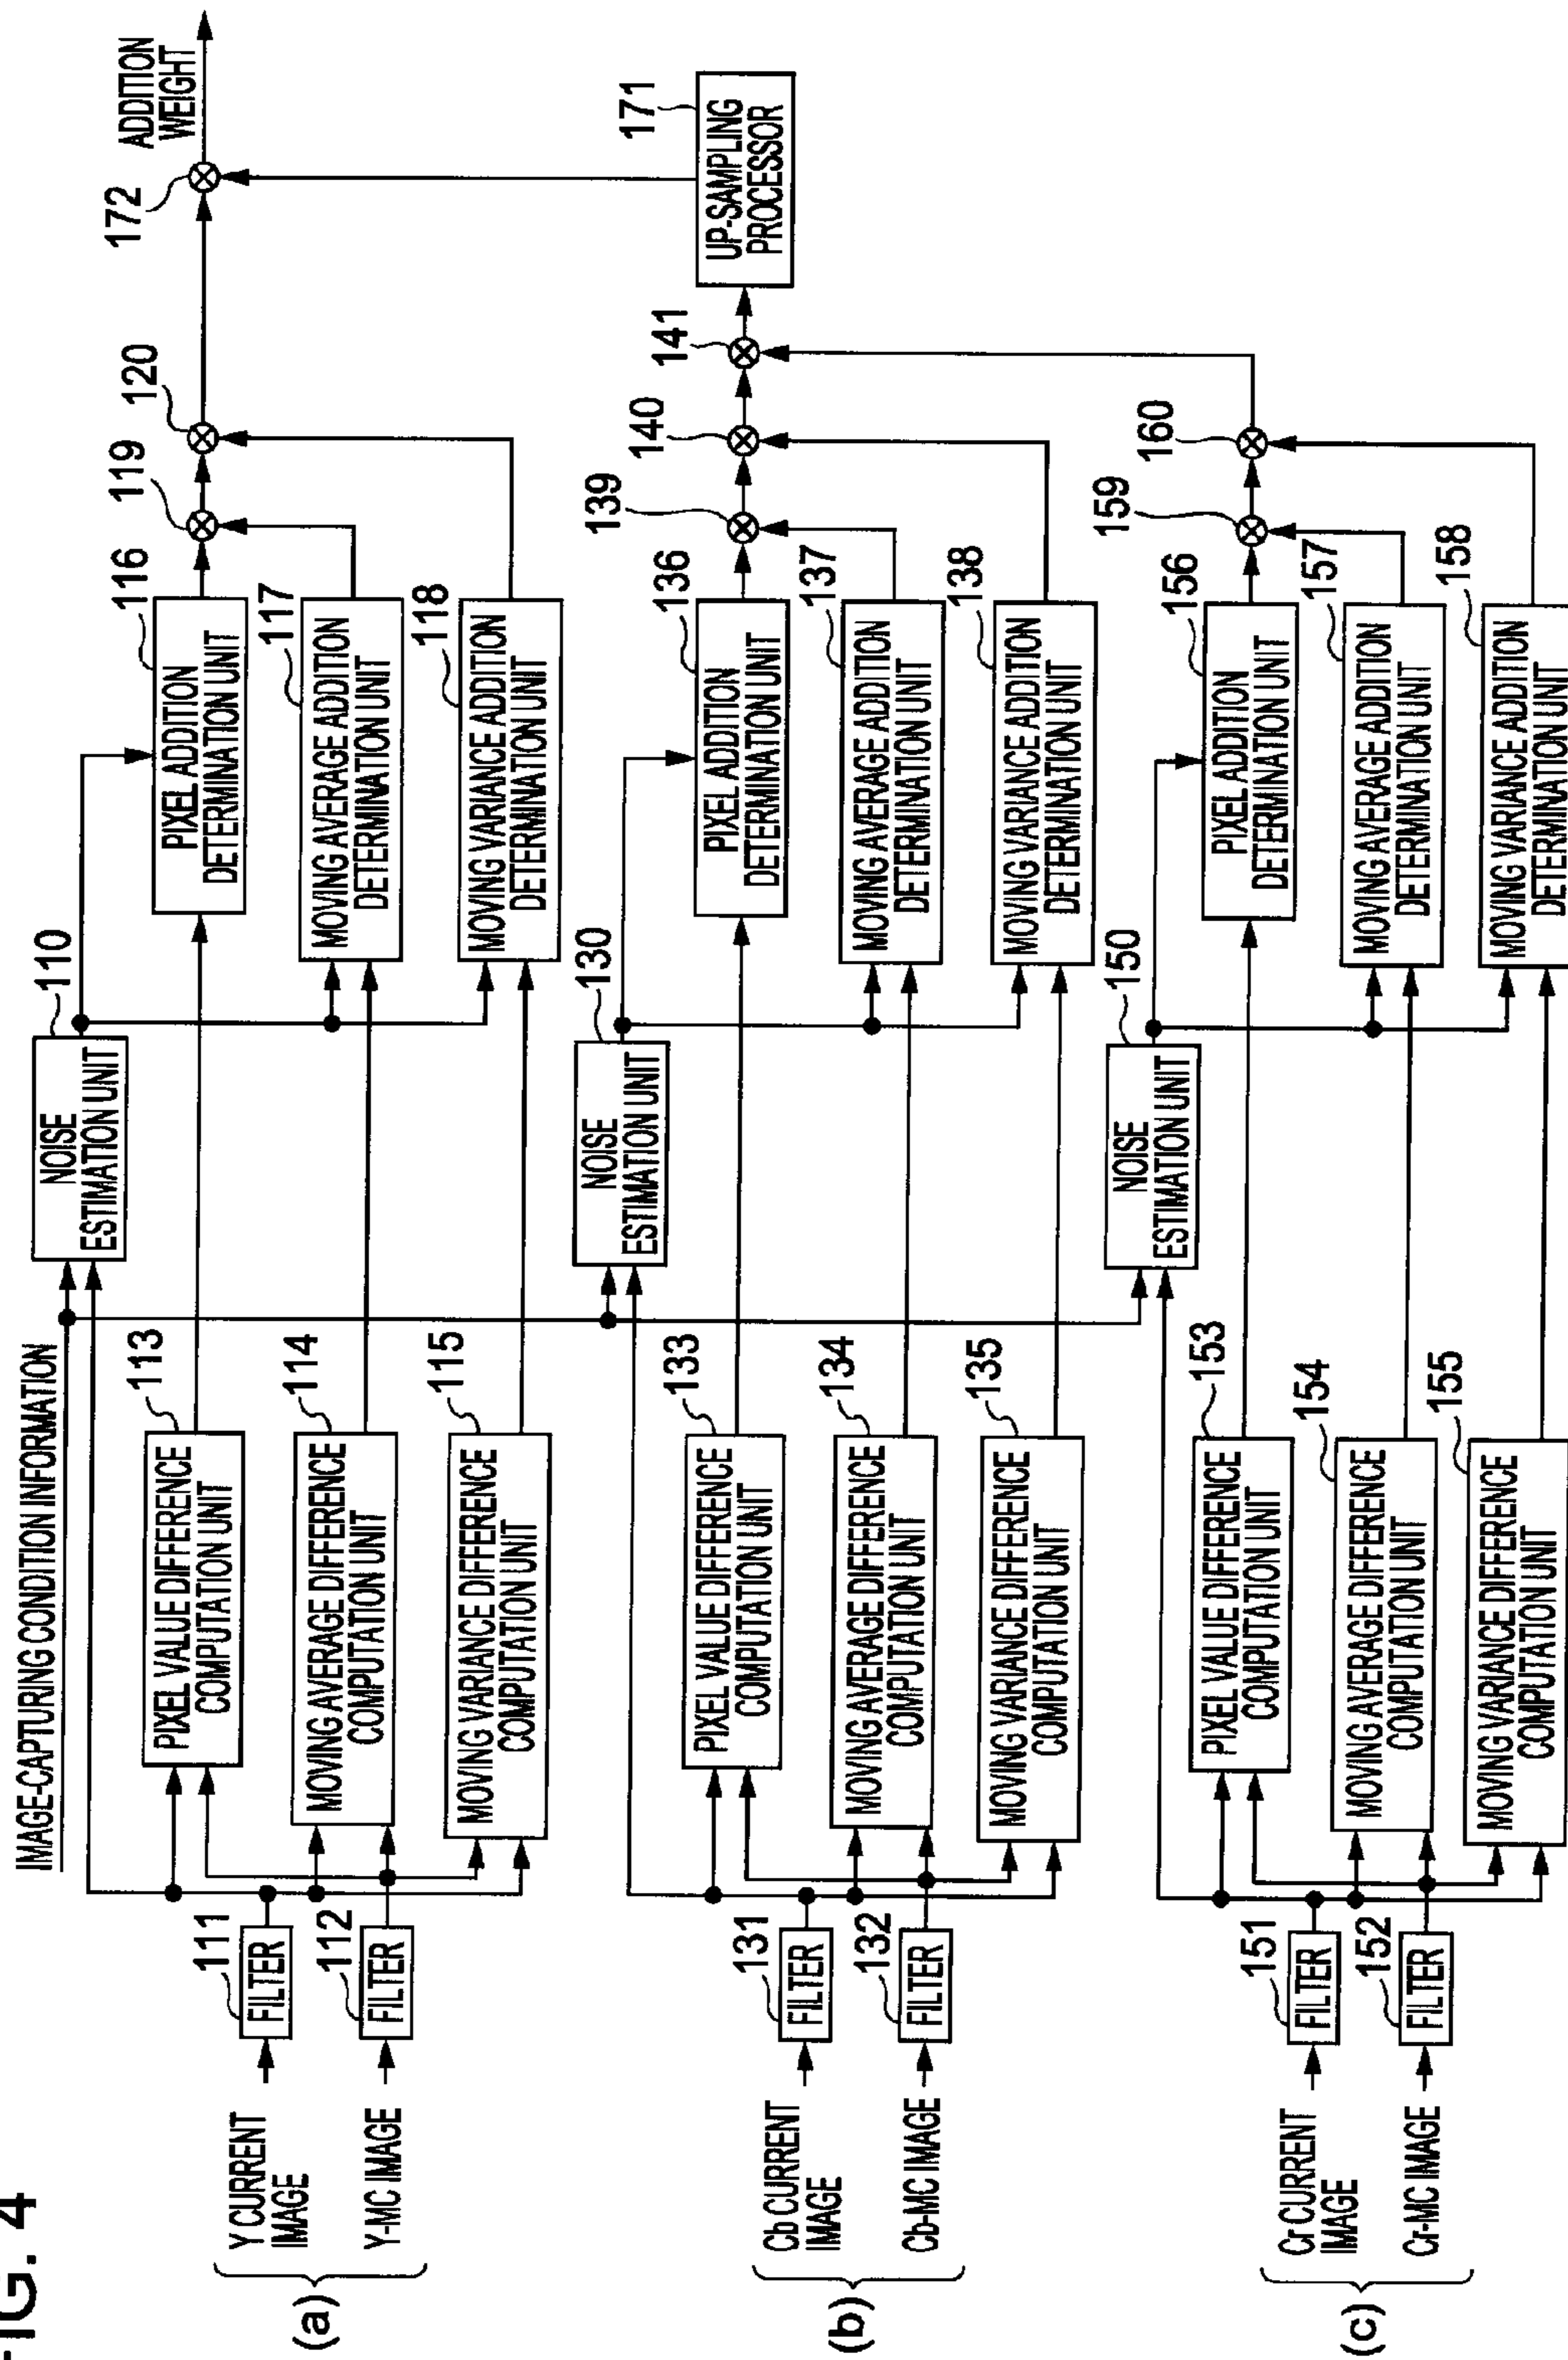 FIG. 4
IMAGE-CAPTURING CONDITION INFORMATION
(a)
Y CURRENT
IMAGE
Y-MC IMAGE
111
FILTER
112
FILTER
113
PIXEL VALUE DIFFERENCE
COMPUTATION UNIT
114
MOVING AVERAGE DIFFERENCE
COMPUTATION UNIT
115
MOVING VARIANCE DIFFERENCE
COMPUTATION UNIT
110
NOISE
ESTIMATION UNIT
116
PIXEL ADDITION
DETERMINATION UNIT
117
MOVING AVERAGE ADDITION
DETERMINATION UNIT
118
MOVING VARIANCE ADDITION
DETERMINATION UNIT
119
120
172
ADDITION
WEIGHT
(b)
Cb CURRENT
IMAGE
Cb-MC IMAGE
131
FILTER
132
FILTER
133
PIXEL VALUE DIFFERENCE
COMPUTATION UNIT
134
MOVING AVERAGE DIFFERENCE
COMPUTATION UNIT
135
MOVING VARIANCE DIFFERENCE
COMPUTATION UNIT
130
NOISE
ESTIMATION UNIT
136
PIXEL ADDITION
DETERMINATION UNIT
137
MOVING AVERAGE ADDITION
DETERMINATION UNIT
138
MOVING VARIANCE ADDITION
DETERMINATION UNIT
139
140
141
171
UP-SAMPLING
PROCESSOR
(c)
Cr CURRENT
IMAGE
Cr-MC IMAGE
151
FILTER
152
FILTER
153
PIXEL VALUE DIFFERENCE
COMPUTATION UNIT
154
MOVING AVERAGE DIFFERENCE
COMPUTATION UNIT
155
MOVING VARIANCE DIFFERENCE
COMPUTATION UNIT
150
NOISE
ESTIMATION UNIT
156
PIXEL ADDITION
DETERMINATION UNIT
157
MOVING AVERAGE ADDITION
DETERMINATION UNIT
158
MOVING VARIANCE ADDITION
DETERMINATION UNIT
159
160